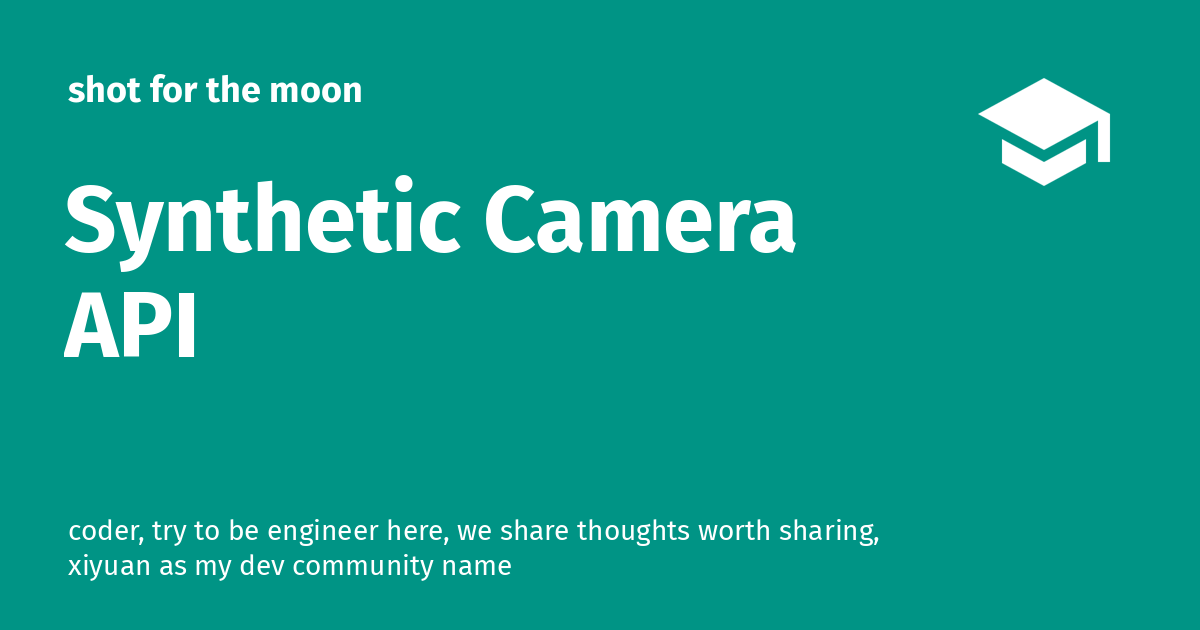 shot for the moon
Synthetic Camera
API
coder, try to be engineer here, we share thoughts worth sharing,
xiyuan as my dev community name